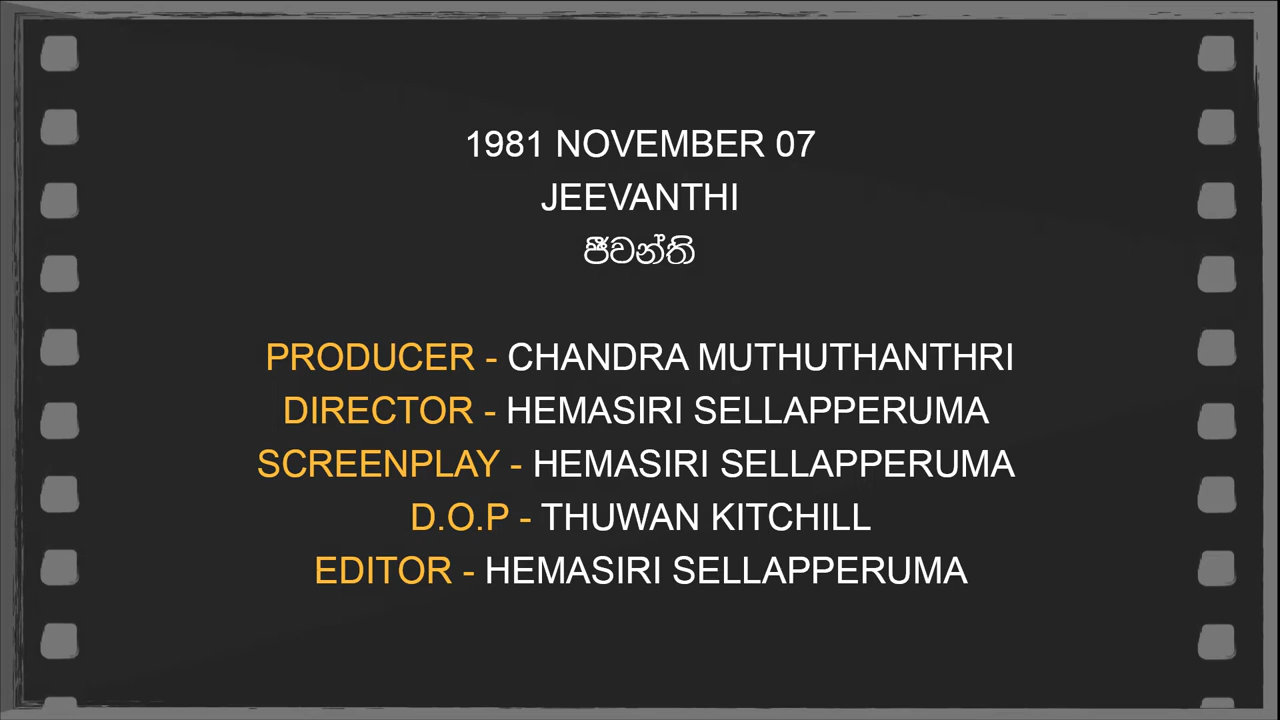 1981 NOVEMBER 07
JEEVANTHI
ජීවන්ති
PRODUCER - CHANDRA MUTHUTHANTHRI
DIRECTOR - HEMASIRI SELLAPPERUMA
SCREENPLAY - HEMASIRI SELLAPPERUMA
D.O.P - THUWAN KITCHILL
EDITOR - HEMASIRI SELLAPPERUMA